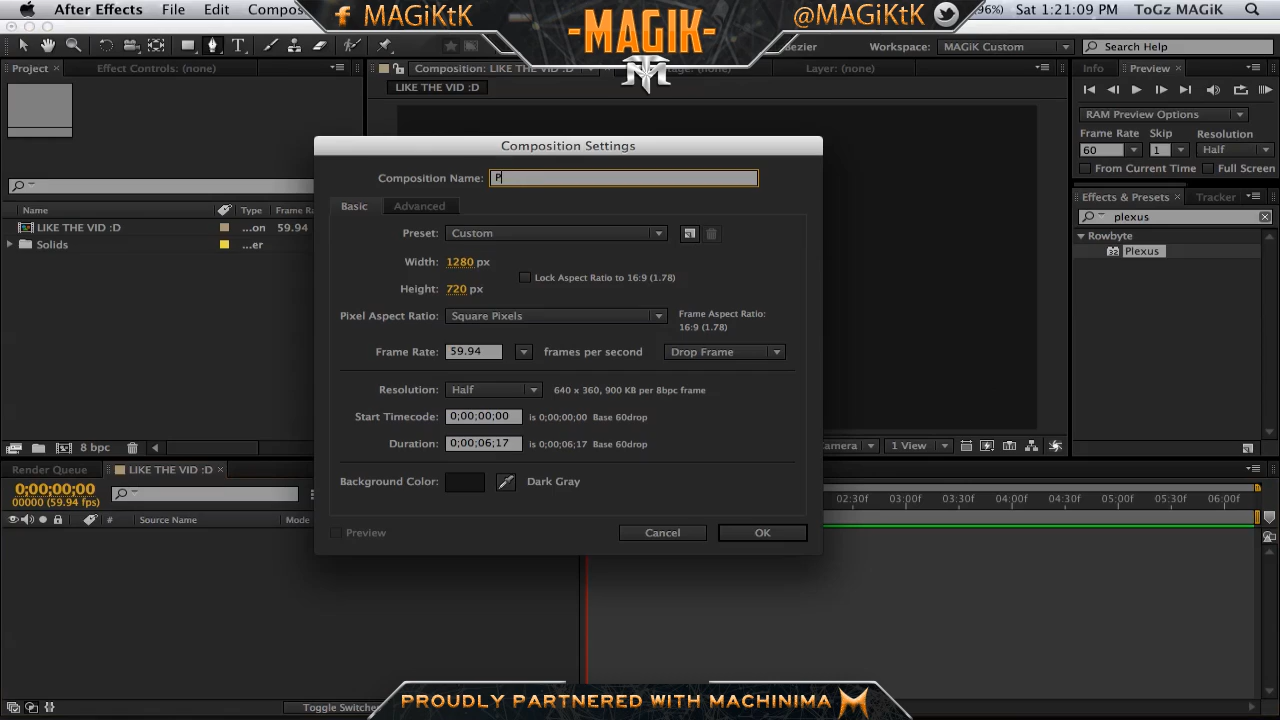 After Effects File Edit Compos
MAGiKtK
-MAGIK-
@MAGiKtK
96%) Sat 1:21:09 PM ToGz MAGiK
Bezier Workspace: MAGiK Custom Search Help
Project × Effect Controls: (none)
Composition: LIKE THE VID :D
Layer: (none)
Info Preview ×
LIKE THE VID :D
RAM Preview Options
Frame Rate Skip Resolution
60 1 Half
From Current Time Full Screen
Effects & Presets × Tracker
plexus
Rowbyte
32 Plexus
Name Type Frame R
LIKE THE VID :D ...on 59.94
Solids ...er
8 bpc
Composition Settings
Composition Name: P
Basic Advanced
Preset: Custom
Width: 1280 px
Lock Aspect Ratio to 16:9 (1.78)
Height: 720 px
Pixel Aspect Ratio: Square Pixels
Frame Aspect Ratio:
16:9 (1.78)
Frame Rate: 59.94 frames per second Drop Frame
Resolution: Half 640 x 360, 900 KB per 8bpc frame
Start Timecode: 0;00;00;00 is 0;00;00;00 Base 60drop
Duration: 0;00;06;17 is 0;00;06;17 Base 60drop
Background Color: Dark Gray
Preview Cancel OK
amera 1 View
Render Queue LIKE THE VID :D ×
0;00;00;00
00000 (59.94 fps)
02:30f 03:00f 03:30f 04:00f 04:30f 05:00f 05:30f 06:00f
# Source Name Mode
Toggle Switches
PROUDLY PARTNERED WITH MACHINIMA